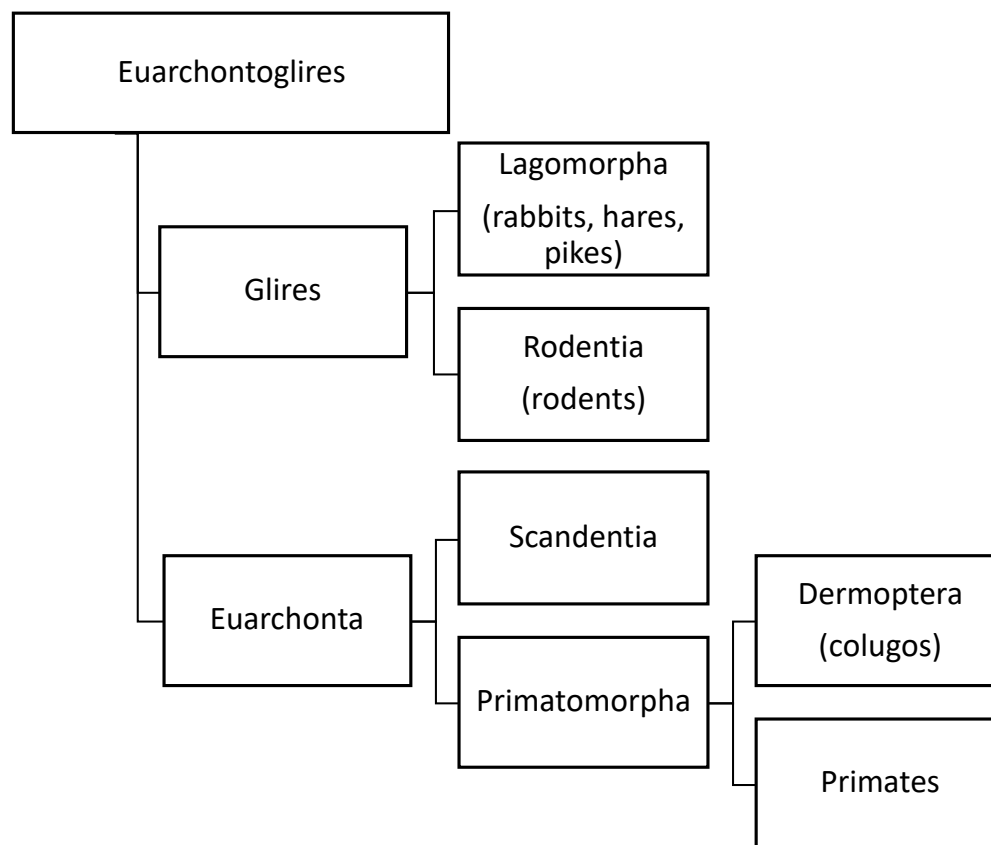 Euarchontoglires
Glires
Lagomorpha
(rabbits, hares,
pikes)
Rodentia
(rodents)
Euarchonta
Scandentia
Primatomorpha
Dermoptera
(colugos)
Primates